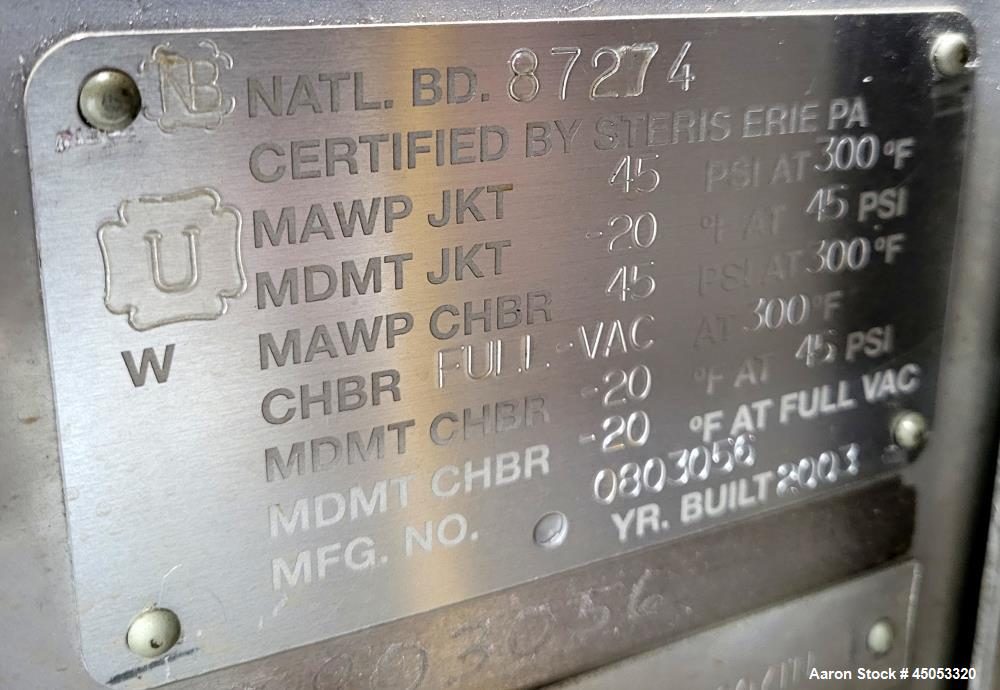 NB NATL. BD. 87274
CERTIFIED BY STERIS ERIE PA
MAWP JKT 45 PSI AT 300 °F
U
MDMT JKT -20 °F AT 45 PSI
MAWP CHBR 45 PSI AT 300 °F
W
CHBR FULL-VAC AT 300 °F
MDMT CHBR -20 °F AT 45 PSI
MDMT CHBR -20 °F AT FULL VAC
MFG. NO. 0803056
YR. BUILT 2003
03056
Aaron Stock # 45053320